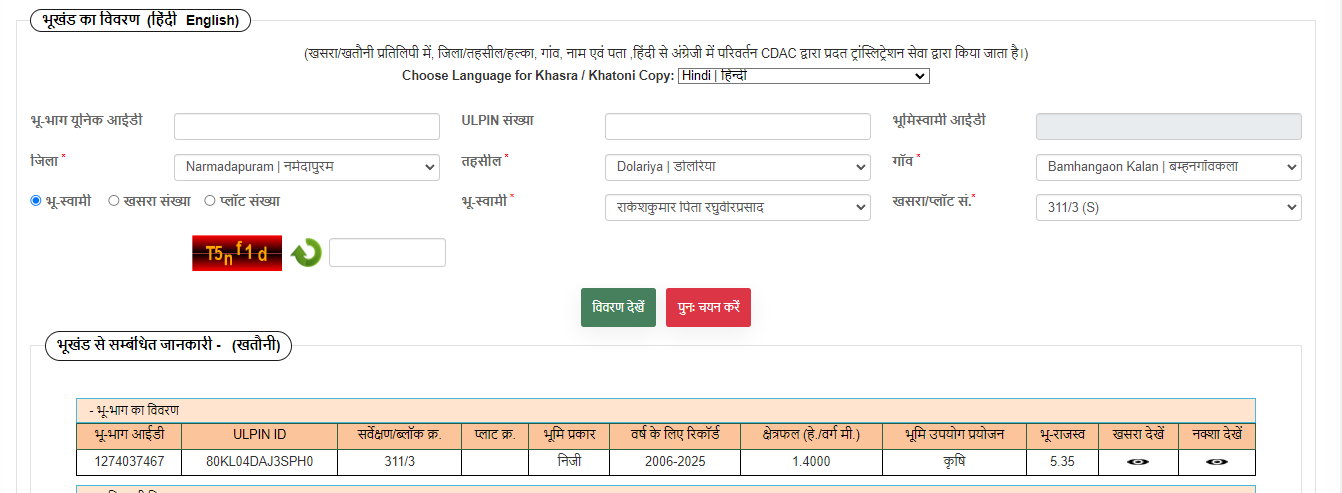 भूखंड का विवरण (हिंदी English)
(खसरा/खतौनी प्रतिलिपी में, जिला/तहसील/हल्का, गांव, नाम एवं पता ,हिंदी से अंग्रेजी में परिवर्तन CDAC द्वारा प्रदत ट्रांस्लिट्रेशन सेवा द्वारा किया जाता है।)
Choose Language for Khasra / Khatoni Copy: Hindi | हिन्दी
भू-भाग यूनिक आईडी ULPIN संख्या भूमिस्वामी आईडी
जिला * Narmadapuram | नर्मदापुरम तहसील * Dolariya | डोलरिया गॉव * Bamhangaon Kalan | बम्हनगॉवकला
भू-स्वामी खसरा संख्या प्लॉट संख्या भू-स्वामी * राकेशकुमार पिता रघुवीरप्रसाद खसरा/प्लॉट सं.* 311/3 (S)
T5nf1d
विवरण देखें पुनः चयन करें
भूखंड से सम्बंधित जानकारी - (खतौनी)
- भू-भाग का विवरण
भू-भाग आईडी ULPIN ID सर्वेक्षण/ब्लॉक क्र. प्लाट क्र. भूमि प्रकार वर्ष के लिए रिकॉर्ड क्षेत्रफल (हे./वर्ग मी.) भूमि उपयोग प्रयोजन भू-राजस्व खसरा देखें नक्शा देखें
1274037467 80KL04DAJ3SPH0 311/3 निजी 2006-2025 1.4000 कृषि 5.35